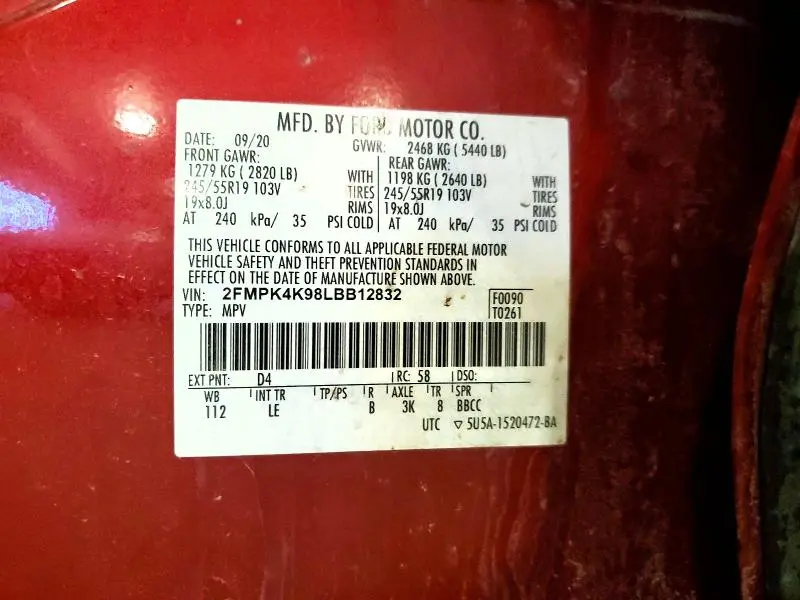 MFD. BY FORD MOTOR CO.
DATE: 09/20 GVWR: 2468 KG ( 5440 LB)
FRONT GAWR: REAR GAWR:
1279 KG ( 2820 LB) WITH 1198 KG ( 2640 LB) WITH
245/55R19 103V TIRES 245/55R19 103V TIRES
19x8.0J RIMS 19x8.0J RIMS
AT 240 kPa/ 35 PSI COLD AT 240 kPa/ 35 PSI COLD
THIS VEHICLE CONFORMS TO ALL APPLICABLE FEDERAL MOTOR
VEHICLE SAFETY AND THEFT PREVENTION STANDARDS IN
EFFECT ON THE DATE OF MANUFACTURE SHOWN ABOVE.
VIN: 2FMPK4K98LBB12832 F0090
TYPE: MPV T0261
EXT PNT: D4 RC: 58 DSO:
WB INT TR TP/PS R AXLE TR SPR
112 LE B 3K 8 BBCC
UTC ▽ 5U5A-1520472-BA